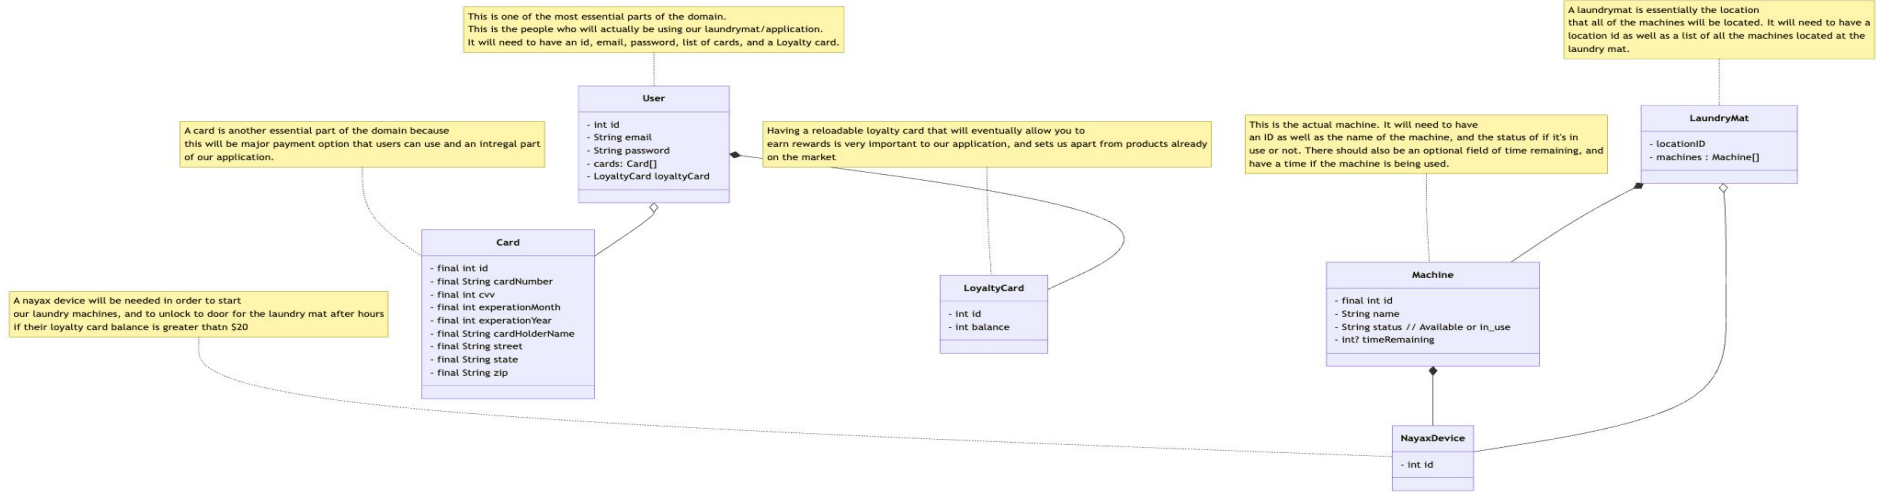 This is one of the most essential parts of the domain.
This is the people who will actually be using our laundrymat/application.
It will need to have an id, email, password, list of cards, and a Loyalty card.
A laundrymat is essentially the location
that all of the machines will be located. It will need to have a
location id as well as a list of all the machines located at the
laundry mat.
User
- int id
- String email
- String password
- cards: Card[]
- LoyaltyCard loyaltyCard
A card is another essential part of the domain because
this will be major payment option that users can use and an intregal part
of our application.
Having a reloadable loyalty card that will eventually allow you to
earn rewards is very important to our application, and sets us apart from products already
on the market
This is the actual machine. It will need to have
an ID as well as the name of the machine, and the status of if it's in
use or not. There should also be an optional field of time remaining, and
have a time if the machine is being used.
LaundryMat
- locationID
- machines : Machine[]
Card
- final int id
- final String cardNumber
- final int cvv
- final int experationMonth
- final int experationYear
- final String cardHolderName
- final String street
- final String state
- final String zip
LoyaltyCard
- int id
- int balance
Machine
- final int id
- String name
- String status // Available or in_use
- int? timeRemaining
A nayax device will be needed in order to start
our laundry machines, and to unlock to door for the laundry mat after hours
if their loyalty card balance is greater thatn $20
NayaxDevice
- int id